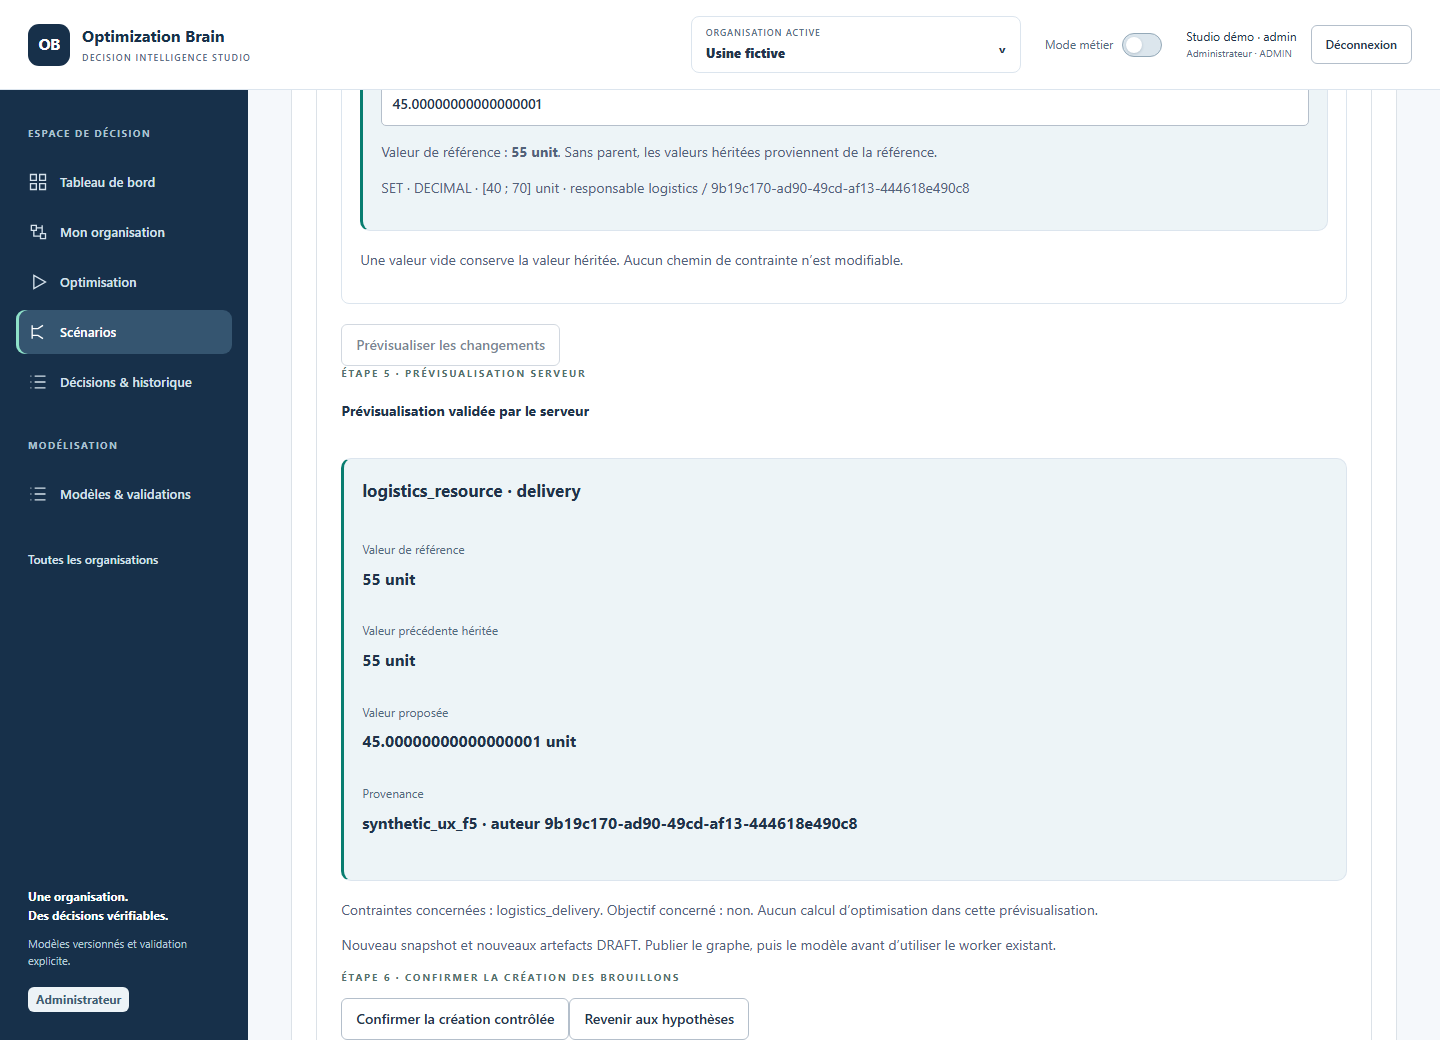 OB
Optimization Brain
DECISION INTELLIGENCE STUDIO
ORGANISATION ACTIVE
Usine fictive
v
Mode métier
Studio démo · admin
Administrateur · ADMIN
Déconnexion
ESPACE DE DÉCISION
Tableau de bord
Mon organisation
Optimisation
Scénarios
Décisions & historique
MODÉLISATION
Modèles & validations
Toutes les organisations
Une organisation.
Des décisions vérifiables.
Modèles versionnés et validation
explicite.
Administrateur
45.00000000000000001
Valeur de référence : 55 unit. Sans parent, les valeurs héritées proviennent de la référence.
SET · DECIMAL · [40 ; 70] unit · responsable logistics / 9b19c170-ad90-49cd-af13-444618e490c8
Une valeur vide conserve la valeur héritée. Aucun chemin de contrainte n’est modifiable.
Prévisualiser les changements
ÉTAPE 5 · PRÉVISUALISATION SERVEUR
Prévisualisation validée par le serveur
logistics_resource · delivery
Valeur de référence
55 unit
Valeur précédente héritée
55 unit
Valeur proposée
45.00000000000000001 unit
Provenance
synthetic_ux_f5 · auteur 9b19c170-ad90-49cd-af13-444618e490c8
Contraintes concernées : logistics_delivery. Objectif concerné : non. Aucun calcul d’optimisation dans cette prévisualisation.
Nouveau snapshot et nouveaux artefacts DRAFT. Publier le graphe, puis le modèle avant d’utiliser le worker existant.
ÉTAPE 6 · CONFIRMER LA CRÉATION DES BROUILLONS
Confirmer la création contrôlée
Revenir aux hypothèses